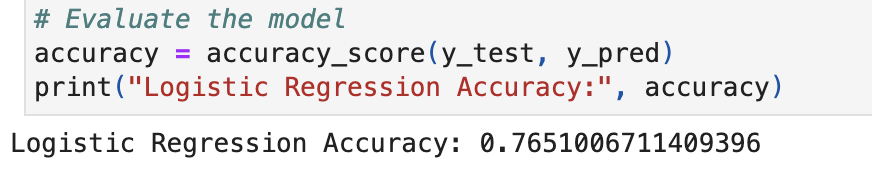 # Evaluate the model
accuracy = accuracy_score(y_test, y_pred)
print("Logistic Regression Accuracy:", accuracy)
Logistic Regression Accuracy: 0.7651006711409396